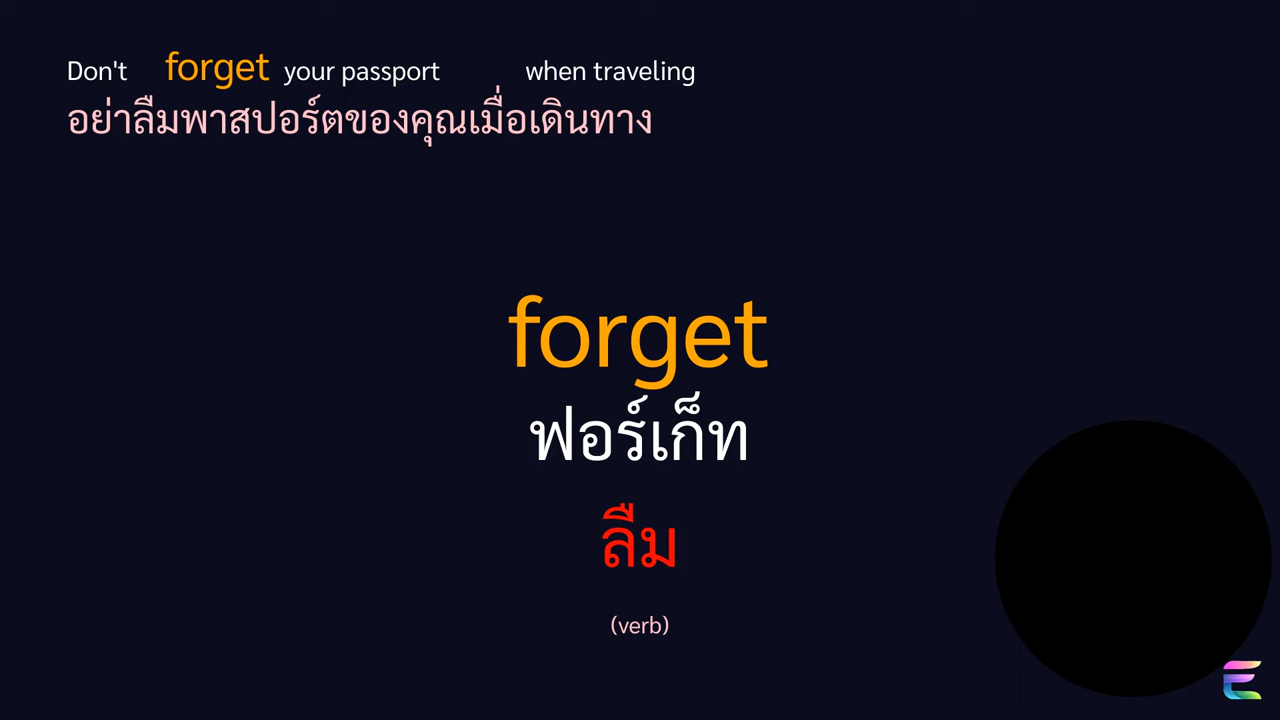 Don't forget your passport when traveling
อย่าลืมพาสปอร์ตของคุณเมื่อเดินทาง
forget
ฟอร์เก็ท
ลืม
(verb)